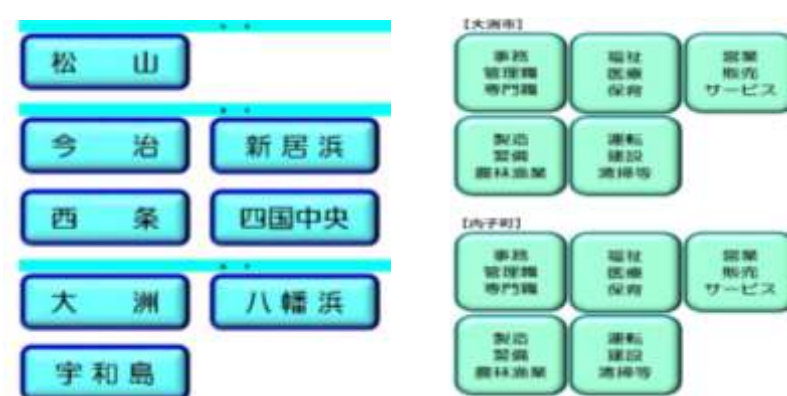 松山
今治
新居浜
西条
四国中央
大洲
八幡浜
宇和島
【大洲市】
事務
管理職
専門職
福祉
医療
保育
営業
販売
サービス
製造
警備
農林漁業
運転
建設
清掃等
【内子町】
事務
管理職
専門職
福祉
医療
保育
営業
販売
サービス
製造
警備
農林漁業
運転
建設
清掃等